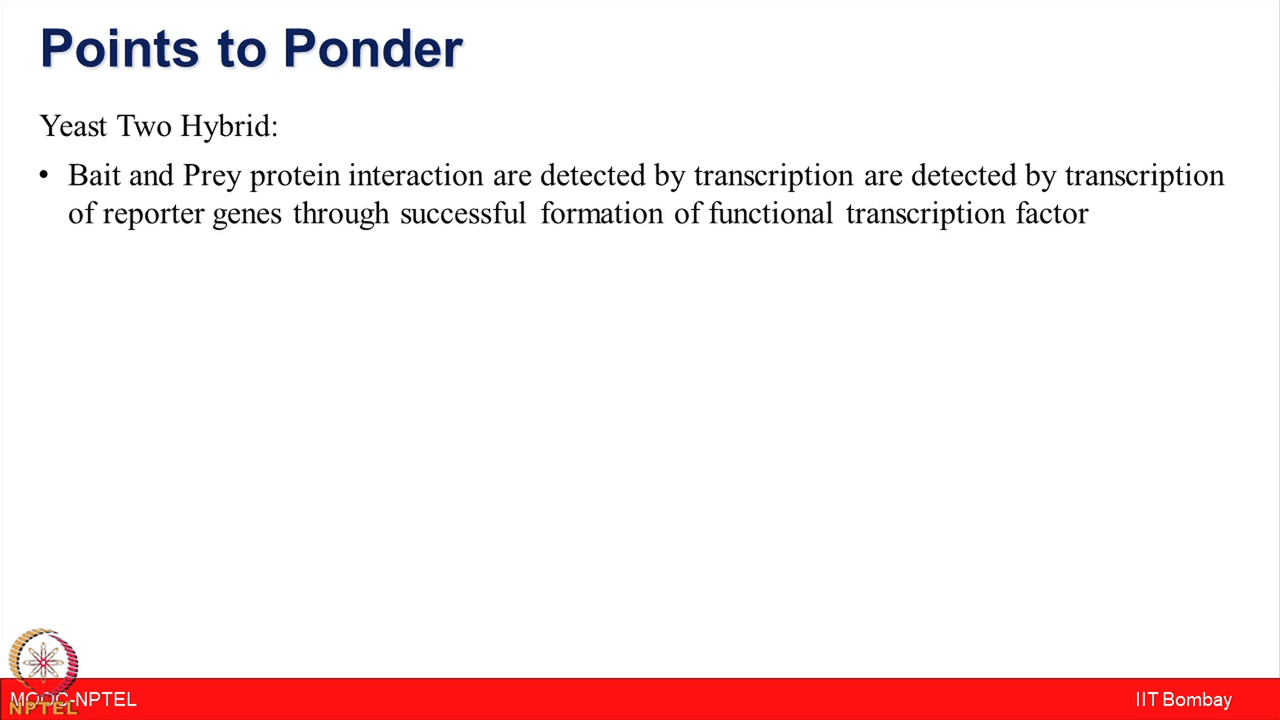 Points to Ponder
Yeast Two Hybrid:
• Bait and Prey protein interaction are detected by transcription are detected by transcription
of reporter genes through successful formation of functional transcription factor
MOOC-NPTEL
NPTEL
IIT Bombay